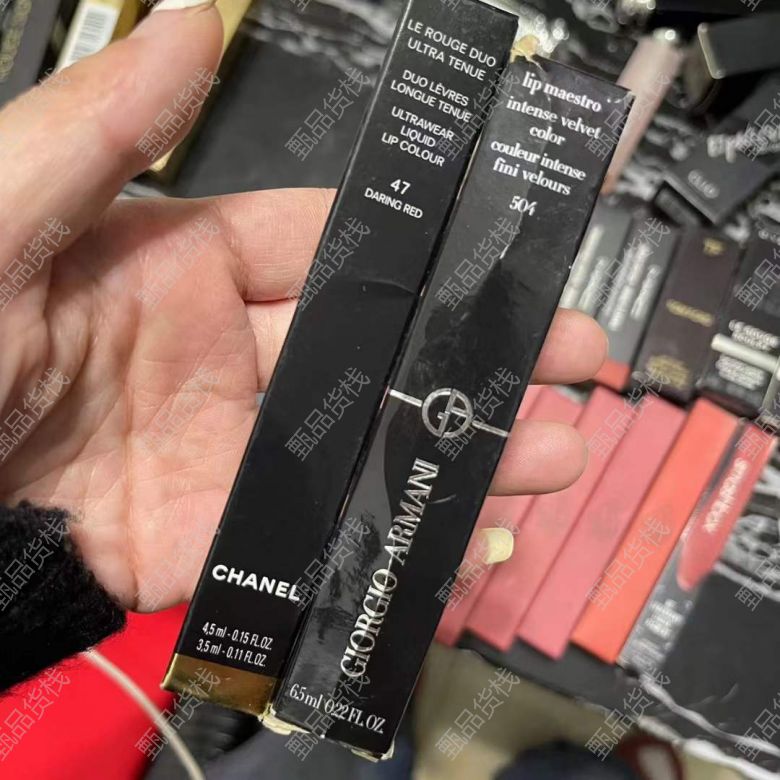 LE ROUGE DUO
ULTRA TENUE
DUO LÈVRES
LONGUE TENUE
ULTRAWEAR
LIQUID
LIP COLOUR
47
DARING RED
CHANEL
4,5 ml - 0.15 FL.OZ.
3,5 ml - 0.11 FL.OZ.
lip maestro
intense velvet
color
couleur intense
fini velours
504
GIORGIO ARMANI
6.5 ml 0.22 FL. OZ.
LE ROUGE
甄品货栈